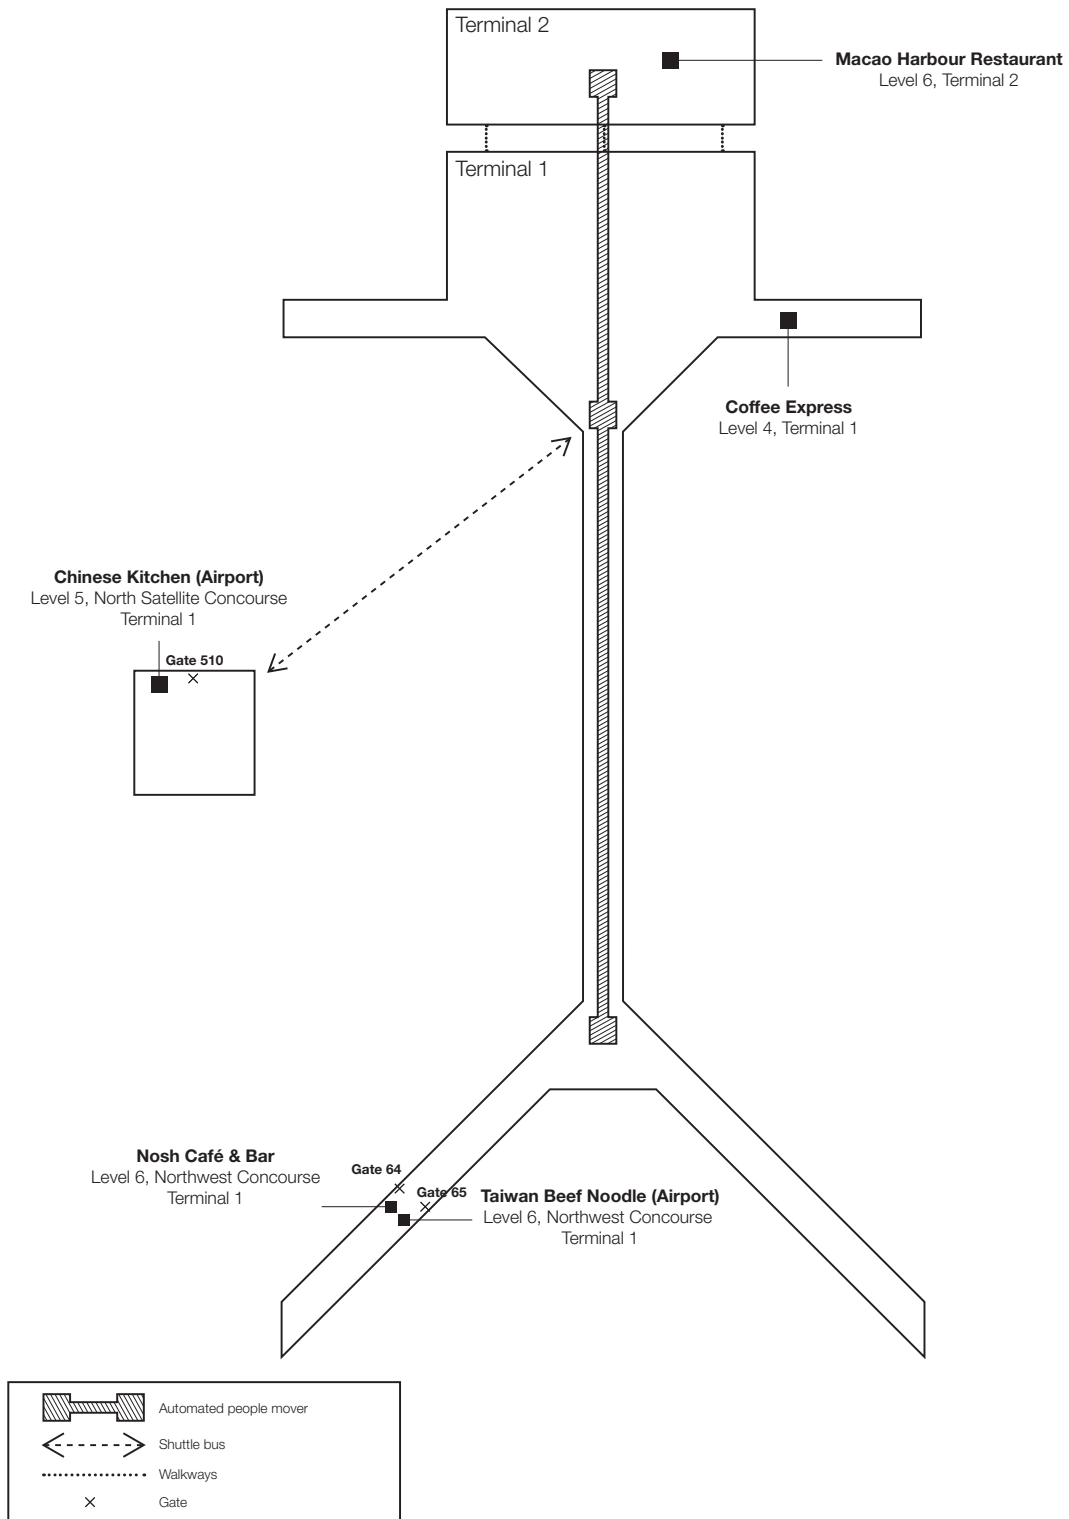 Terminal 2
Macao Harbour Restaurant
Level 6, Terminal 2
Terminal 1
Coffee Express
Level 4, Terminal 1
Chinese Kitchen (Airport)
Level 5, North Satellite Concourse
Terminal 1
Gate 510
Nosh Café & Bar
Level 6, Northwest Concourse
Terminal 1
Gate 64
Gate 65
Taiwan Beef Noodle (Airport)
Level 6, Northwest Concourse
Terminal 1
Automated people mover
Shuttle bus
Walkways
Gate